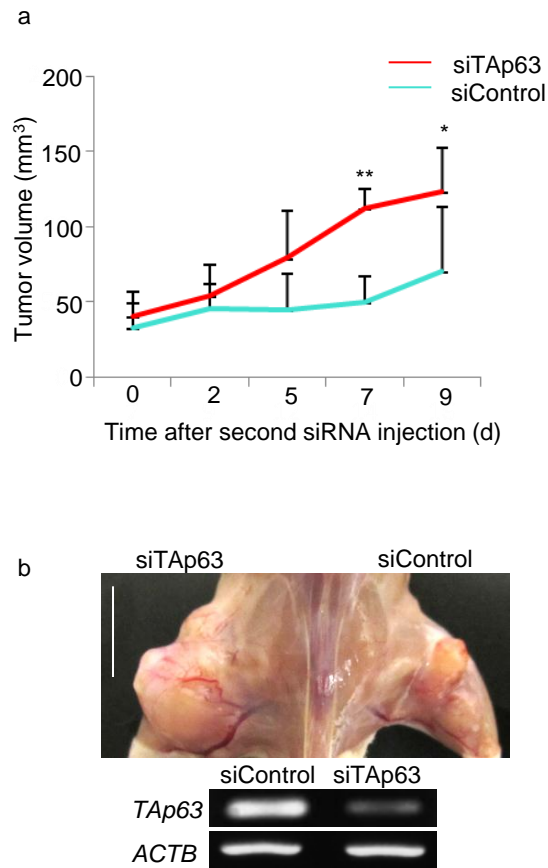 a
siTAp63
siControl
200
150
100
50
0
Tumor volume (mm³)
**
*
0 2 5 7 9
Time after second siRNA injection (d)
b
siTAp63 siControl
siControl siTAp63
TAp63
ACTB